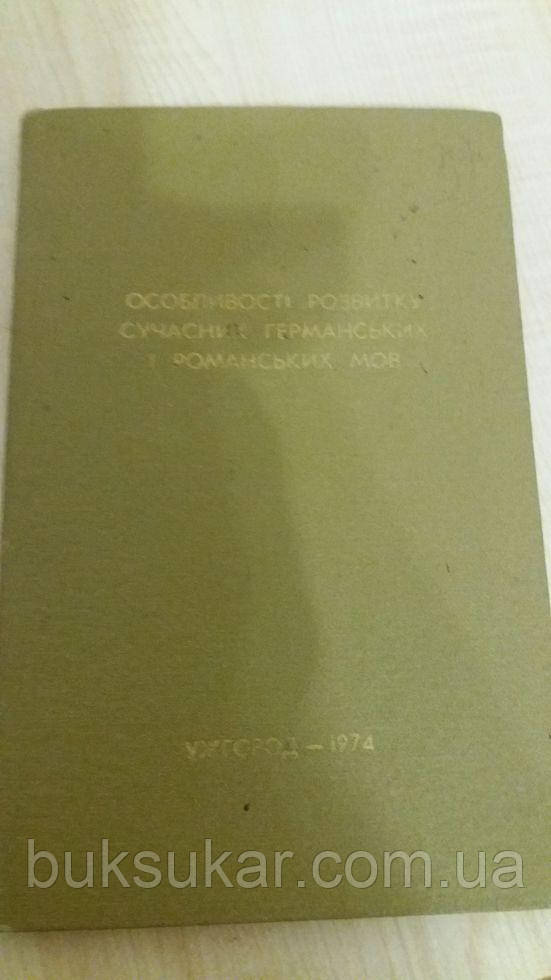 ОСОБЛИВОСТІ РОЗВИТКУ
СУЧАСНИХ ГЕРМАНСЬКИХ
І РОМАНСЬКИХ МОВ
УЖГОРОД — 1974
buksukar.com.ua